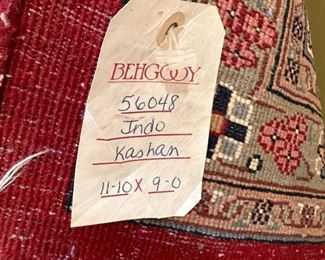 BEHGOOY
56048
Indo
Kashan
11-10 X 9-0